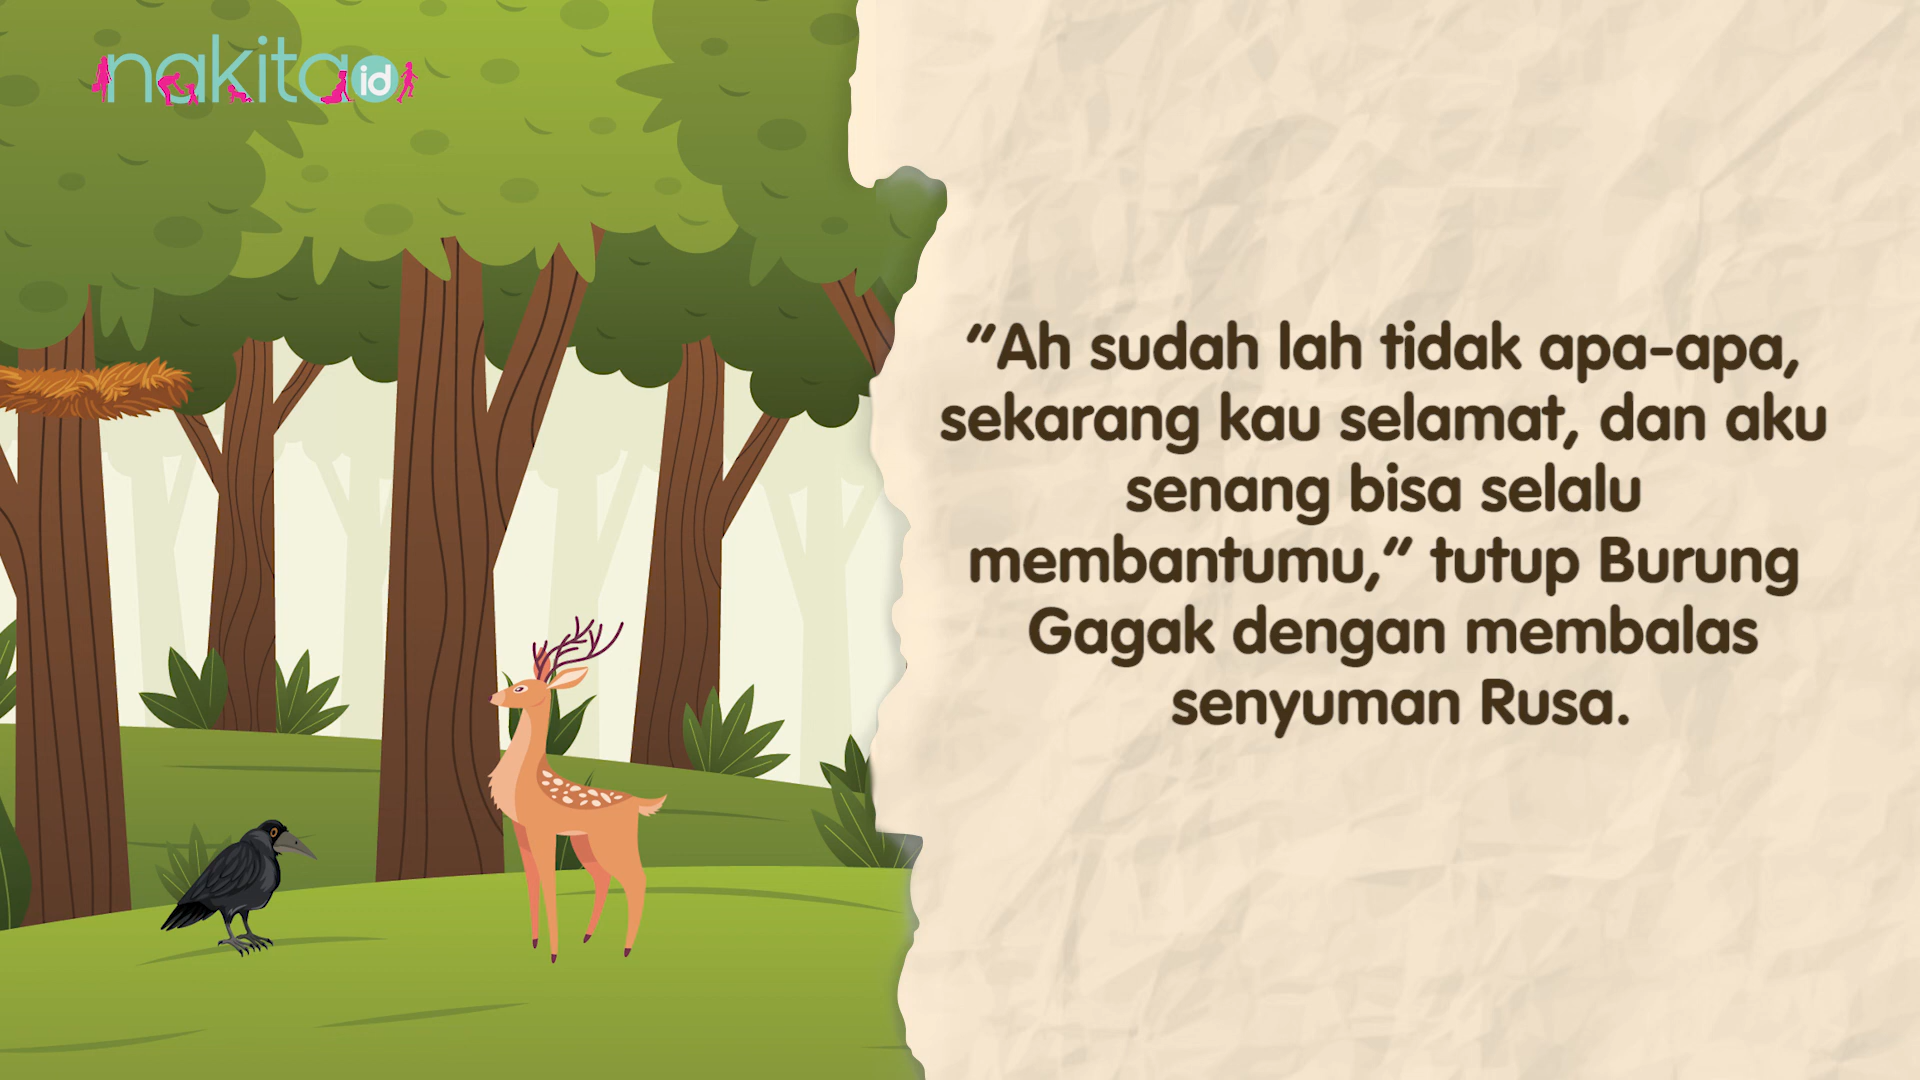 nakita id
"Ah sudah lah tidak apa-apa,
sekarang kau selamat, dan aku
senang bisa selalu
membantumu," tutup Burung
Gagak dengan membalas
senyuman Rusa.